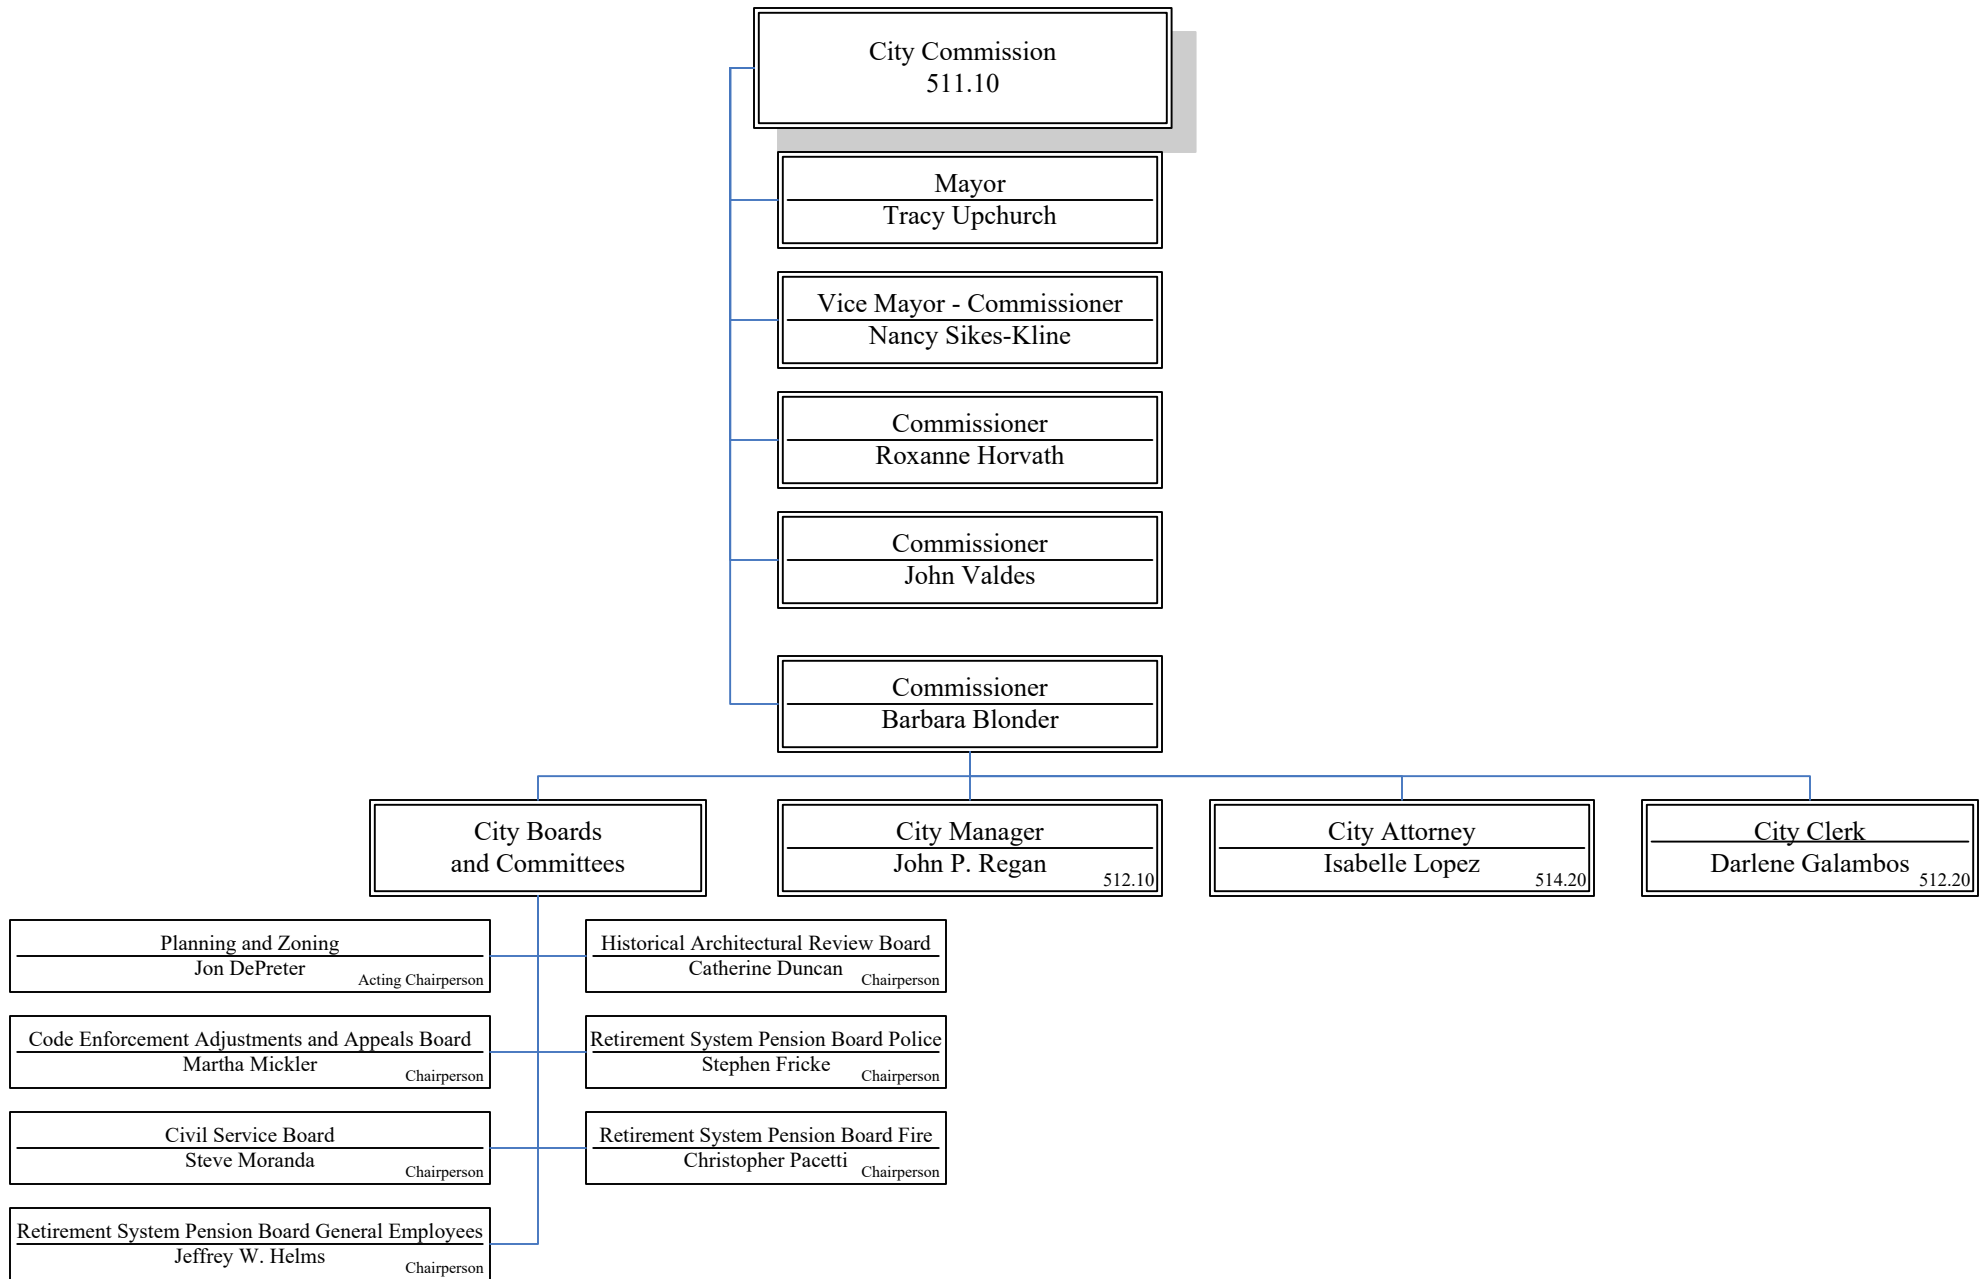 City Commission
511.10
Mayor
Tracy Upchurch
Vice Mayor - Commissioner
Nancy Sikes-Kline
Commissioner
Roxanne Horvath
Commissioner
John Valdes
Commissioner
Barbara Blonder
City Boards
and Committees
City Manager
John P. Regan
512.10
City Attorney
Isabelle Lopez
514.20
City Clerk
Darlene Galambos
512.20
Planning and Zoning
Jon DePreter
Acting Chairperson
Historical Architectural Review Board
Catherine Duncan
Chairperson
Code Enforcement Adjustments and Appeals Board
Martha Mickler
Chairperson
Retirement System Pension Board Police
Stephen Fricke
Chairperson
Civil Service Board
Steve Moranda
Chairperson
Retirement System Pension Board Fire
Christopher Pacetti
Chairperson
Retirement System Pension Board General Employees
Jeffrey W. Helms
Chairperson